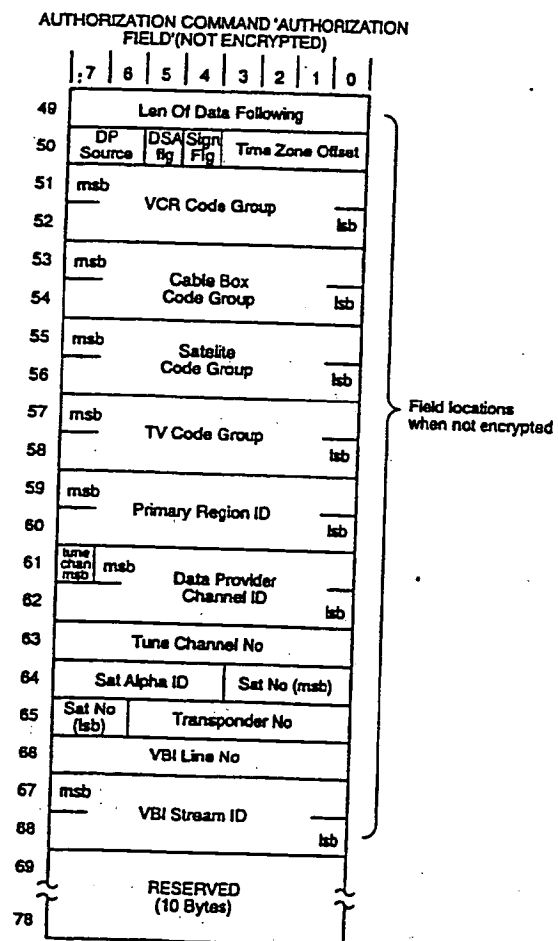 AUTHORIZATION COMMAND 'AUTHORIZATION
FIELD'(NOT ENCRYPTED)
7 6 5 4 3 2 1 0
49 Len Of Data Following
50 DP Source DSA flg Sign Flg Time Zone Offset
51 msb
VCR Code Group
52 lsb
53 msb
Cable Box
54 Code Group lsb
55 msb
Satelite
56 Code Group lsb
57 msb
TV Code Group
58 lsb
Field locations
when not encrypted
59 msb
Primary Region ID
60 lsb
61 tune chan msb msb
Data Provider
62 Channel ID lsb
63 Tune Channel No
64 Sat Alpha ID Sat No (msb)
65 Sat No (lsb) Transponder No
66 VBI Line No
67 msb
VBI Stream ID
68 lsb
69
RESERVED
(10 Bytes)
78